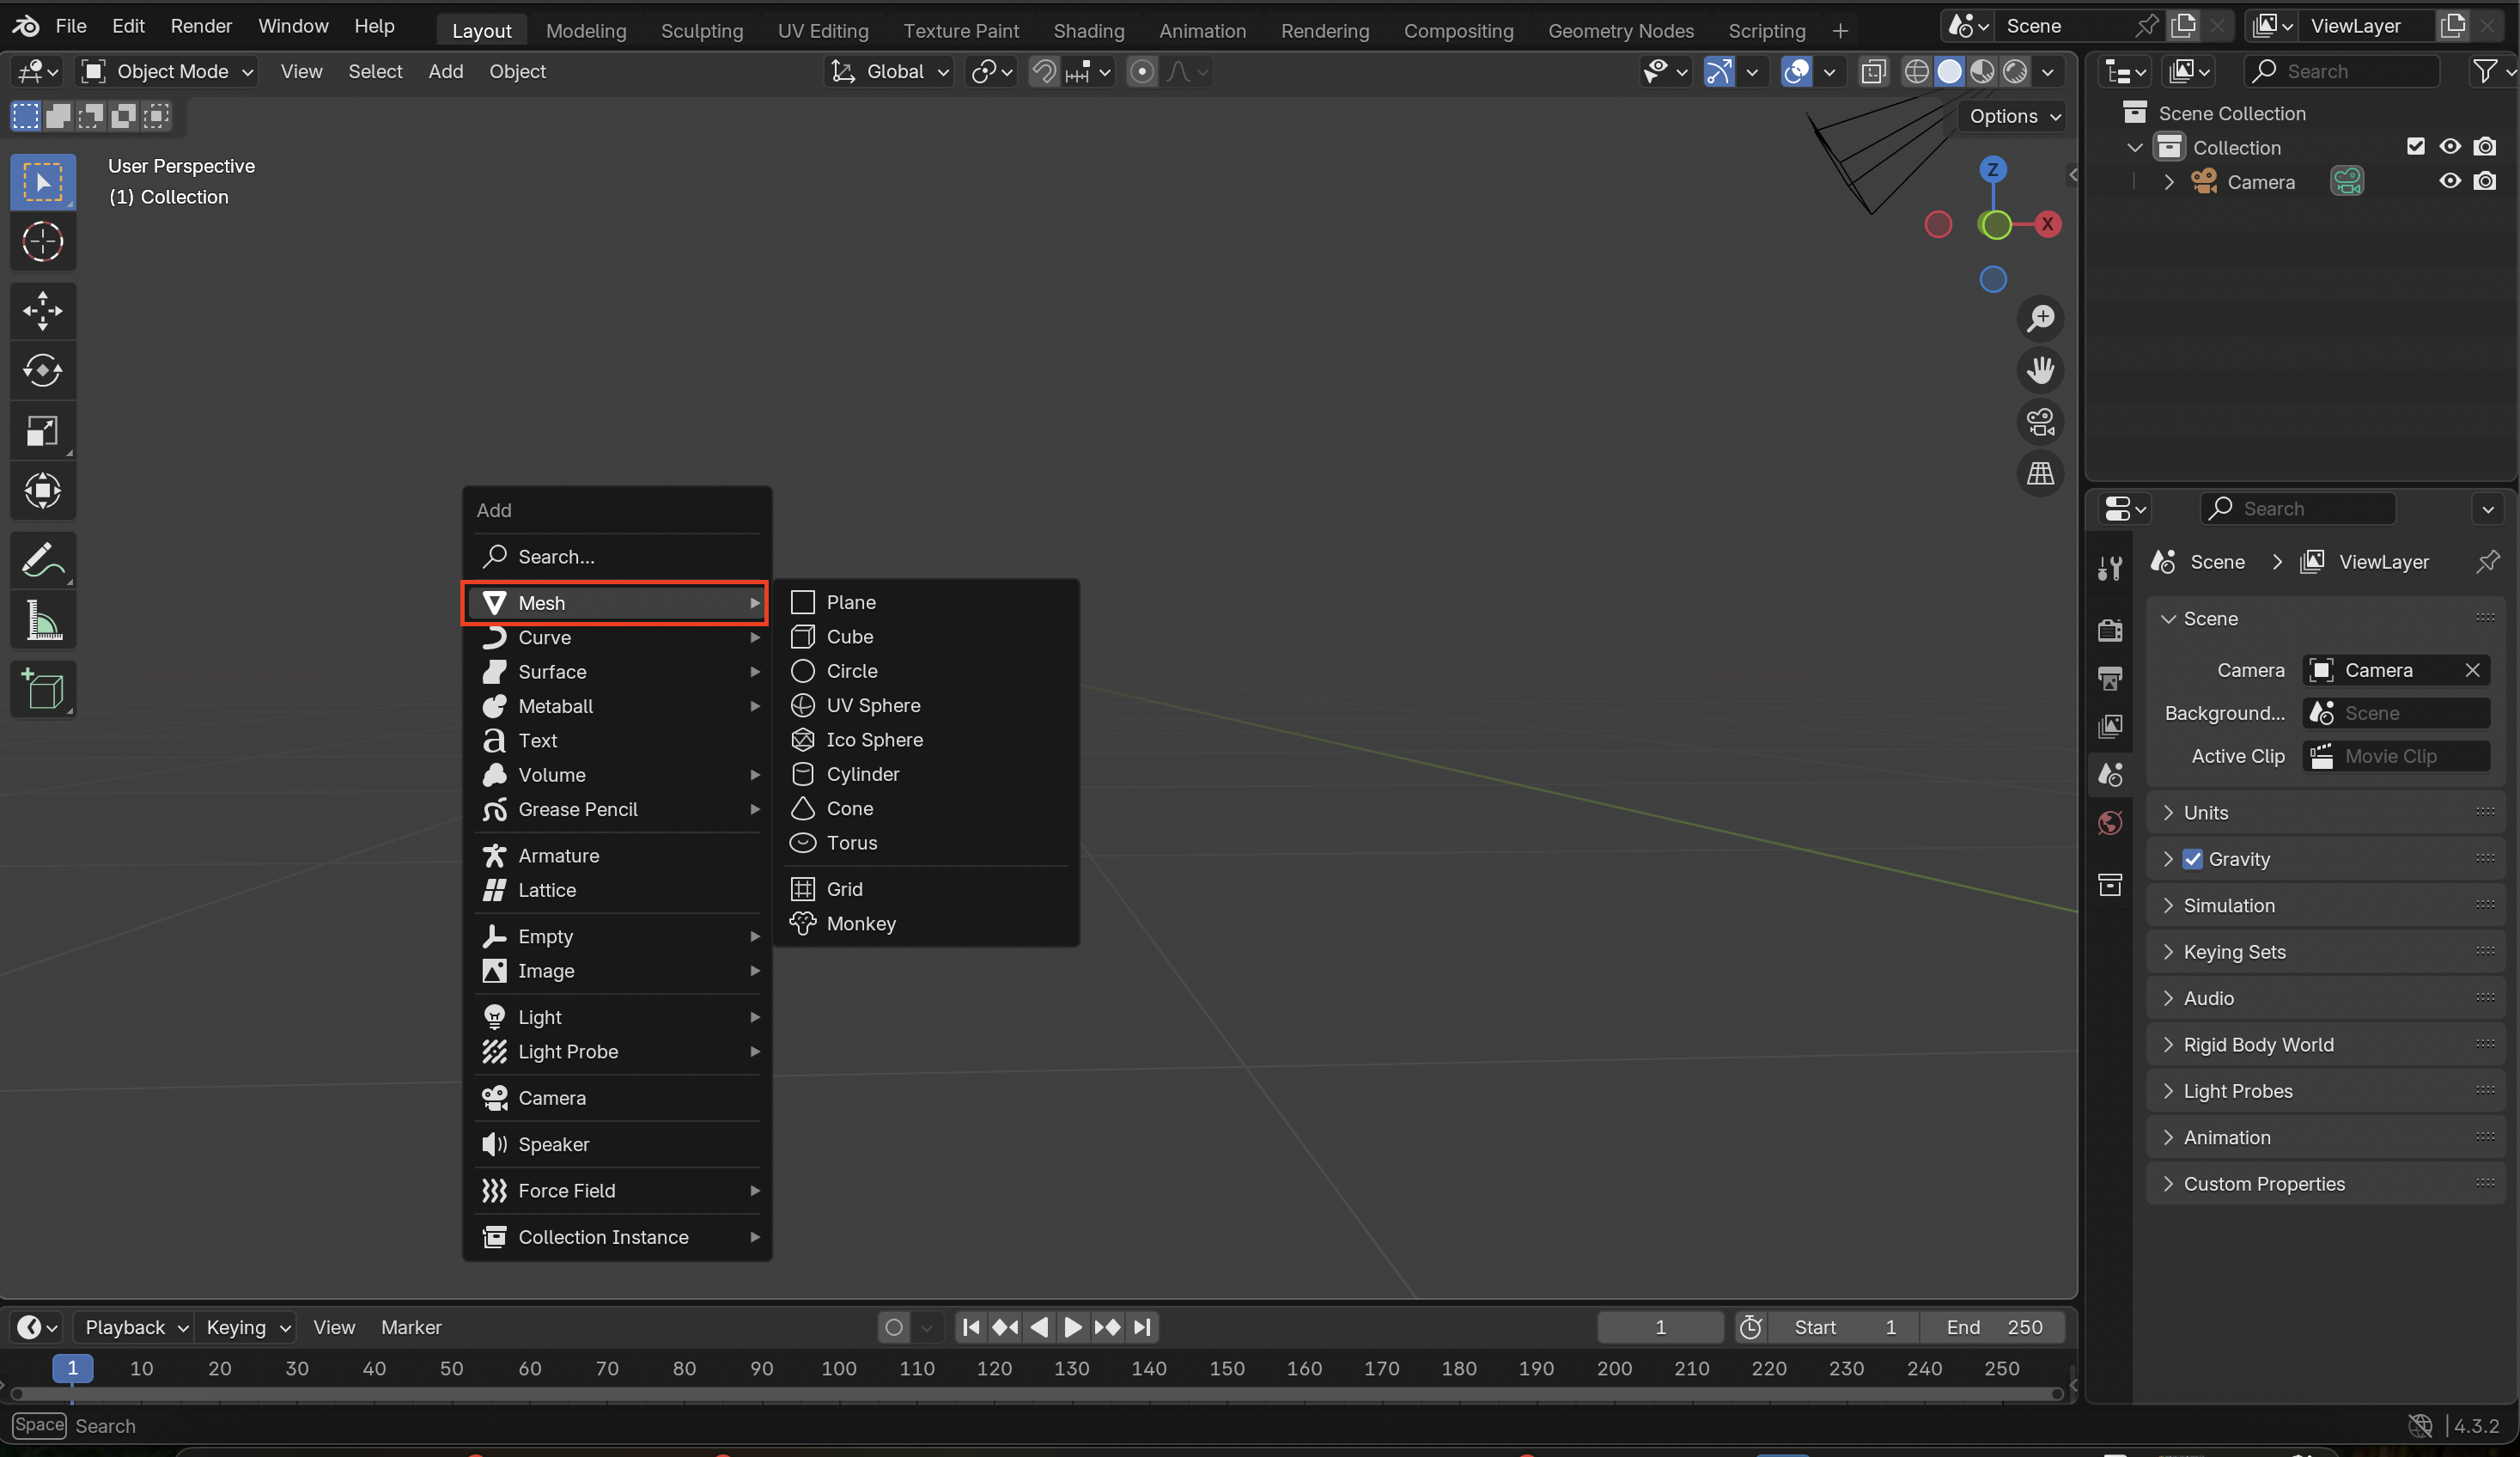 File Edit Render Window Help Layout Modeling Sculpting UV Editing Texture Paint Shading Animation Rendering Compositing Geometry Nodes Scripting + Scene ViewLayer
Object Mode View Select Add Object Global Search
Options
User Perspective
(1) Collection
Z
X
Scene Collection
Collection
Camera
Add
Search...
Mesh
Curve
Surface
Metaball
Text
Volume
Grease Pencil
Armature
Lattice
Empty
Image
Light
Light Probe
Camera
Speaker
Force Field
Collection Instance
Plane
Cube
Circle
UV Sphere
Ico Sphere
Cylinder
Cone
Torus
Grid
Monkey
Search
Scene ViewLayer
Scene
Camera Camera
Background... Scene
Active Clip Movie Clip
Units
Gravity
Simulation
Keying Sets
Audio
Rigid Body World
Light Probes
Animation
Custom Properties
Playback Keying View Marker 1 Start 1 End 250
1 10 20 30 40 50 60 70 80 90 100 110 120 130 140 150 160 170 180 190 200 210 220 230 240 250
Space Search 4.3.2